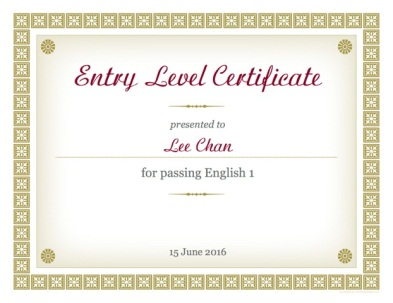 Entry Level Certificate
presented to
Lee Chan
for passing English 1
15 June 2016